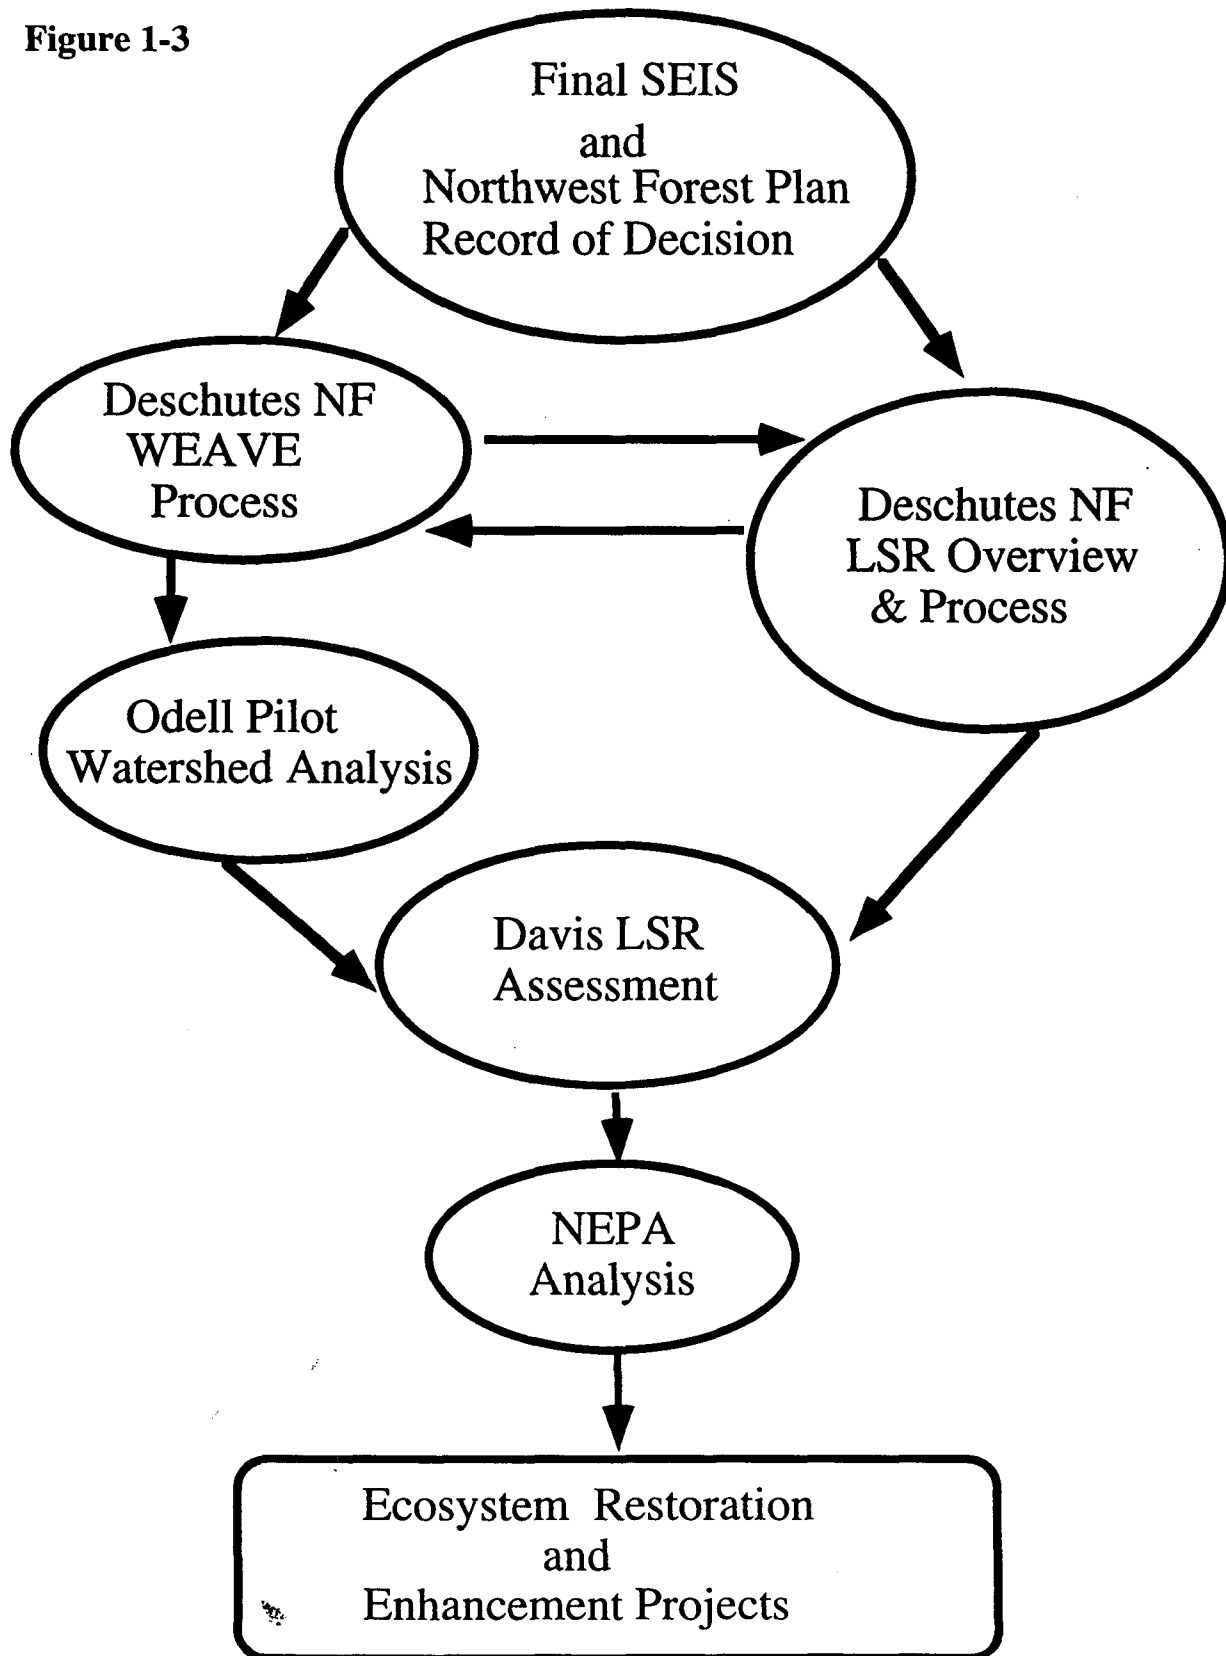 Figure 1-3
Final SEIS
and
Northwest Forest Plan
Record of Decision
Deschutes NF
WEAVE
Process
Deschutes NF
LSR Overview
& Process
Odell Pilot
Watershed Analysis
Davis LSR
Assessment
NEPA
Analysis
Ecosystem Restoration
and
Enhancement Projects